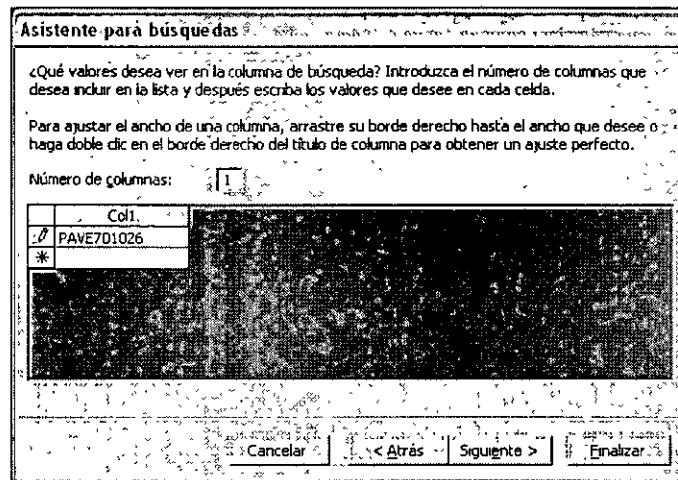 Asistente para búsquedas
¿Qué valores desea ver en la columna de búsqueda? Introduzca el número de columnas que
desea incluir en la lista y después escriba los valores que desee en cada celda.
Para ajustar el ancho de una columna, arrastre su borde derecho hasta el ancho que desee o
haga doble clic en el borde derecho del título de columna para obtener un ajuste perfecto.
Número de columnas: 1
Col1
PAVE701026
*
Cancelar < Atrás Siguiente > Finalizar